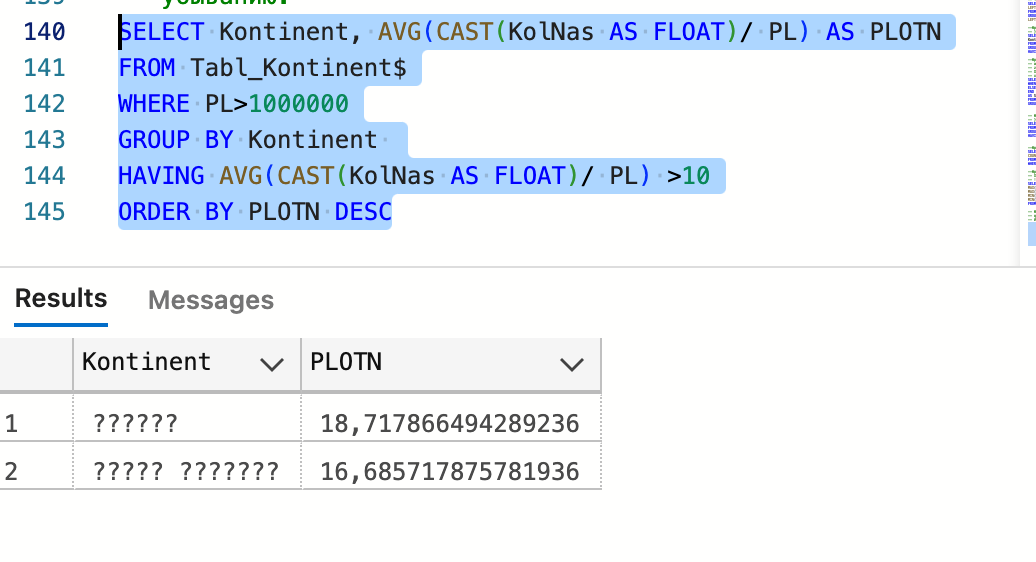 140 SELECT Kontinent, AVG(CAST(KolNas AS FLOAT)/ PL) AS PLOTN
141 FROM Tabl_Kontinent$
142 WHERE PL>1000000
143 GROUP BY Kontinent
144 HAVING AVG(CAST(KolNas AS FLOAT)/ PL) >10
145 ORDER BY PLOTN DESC
Results Messages
Kontinent PLOTN
1 ?????? 18,717866494289236
2 ????? ??????? 16,685717875781936